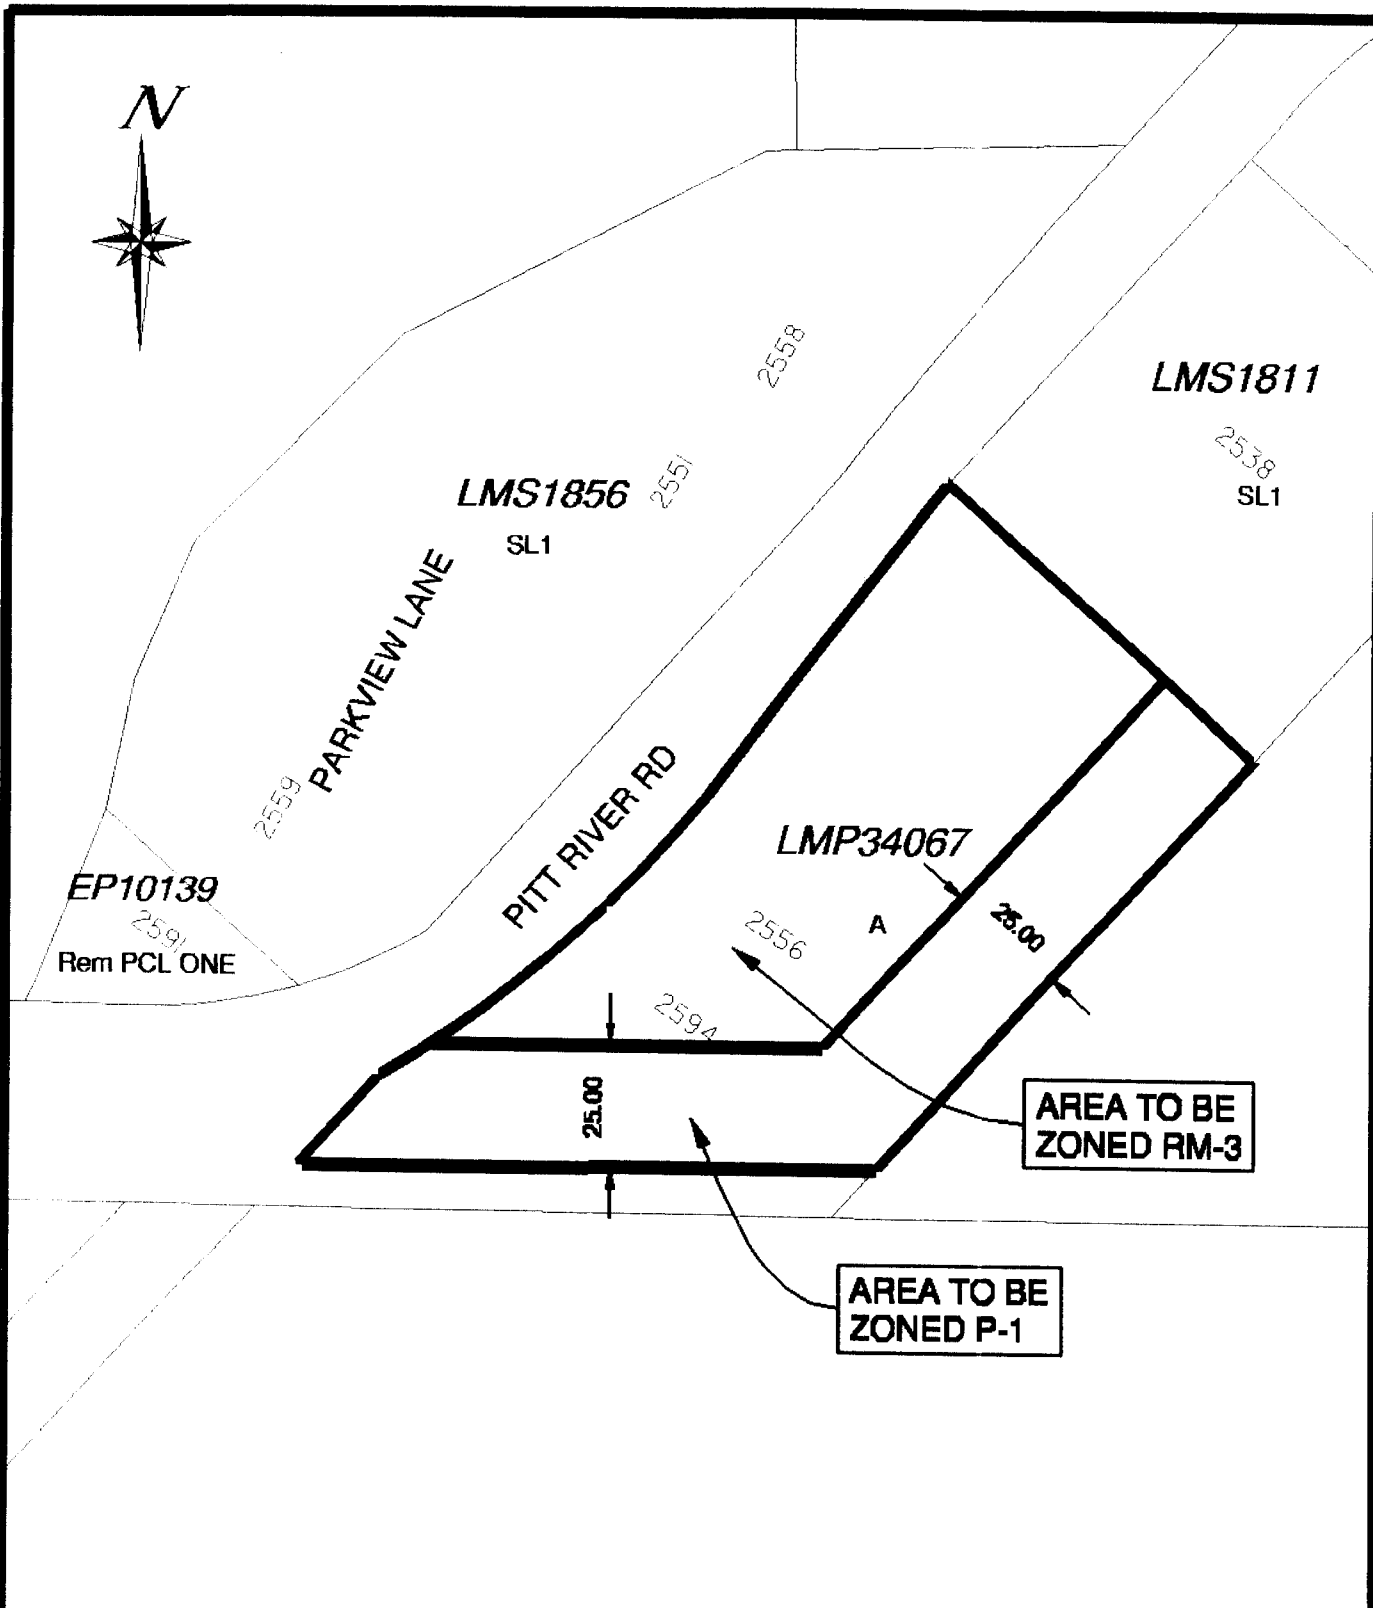 N
2558
LMS1811
2538
SL1
2551
LMS1856
SL1
PARKVIEW LANE
2559
PITT RIVER RD
LMP34067
EP10139
2591
Rem PCL ONE
A
2556
25.00
2594
25.00
AREA TO BE
ZONED RM-3
AREA TO BE
ZONED P-1